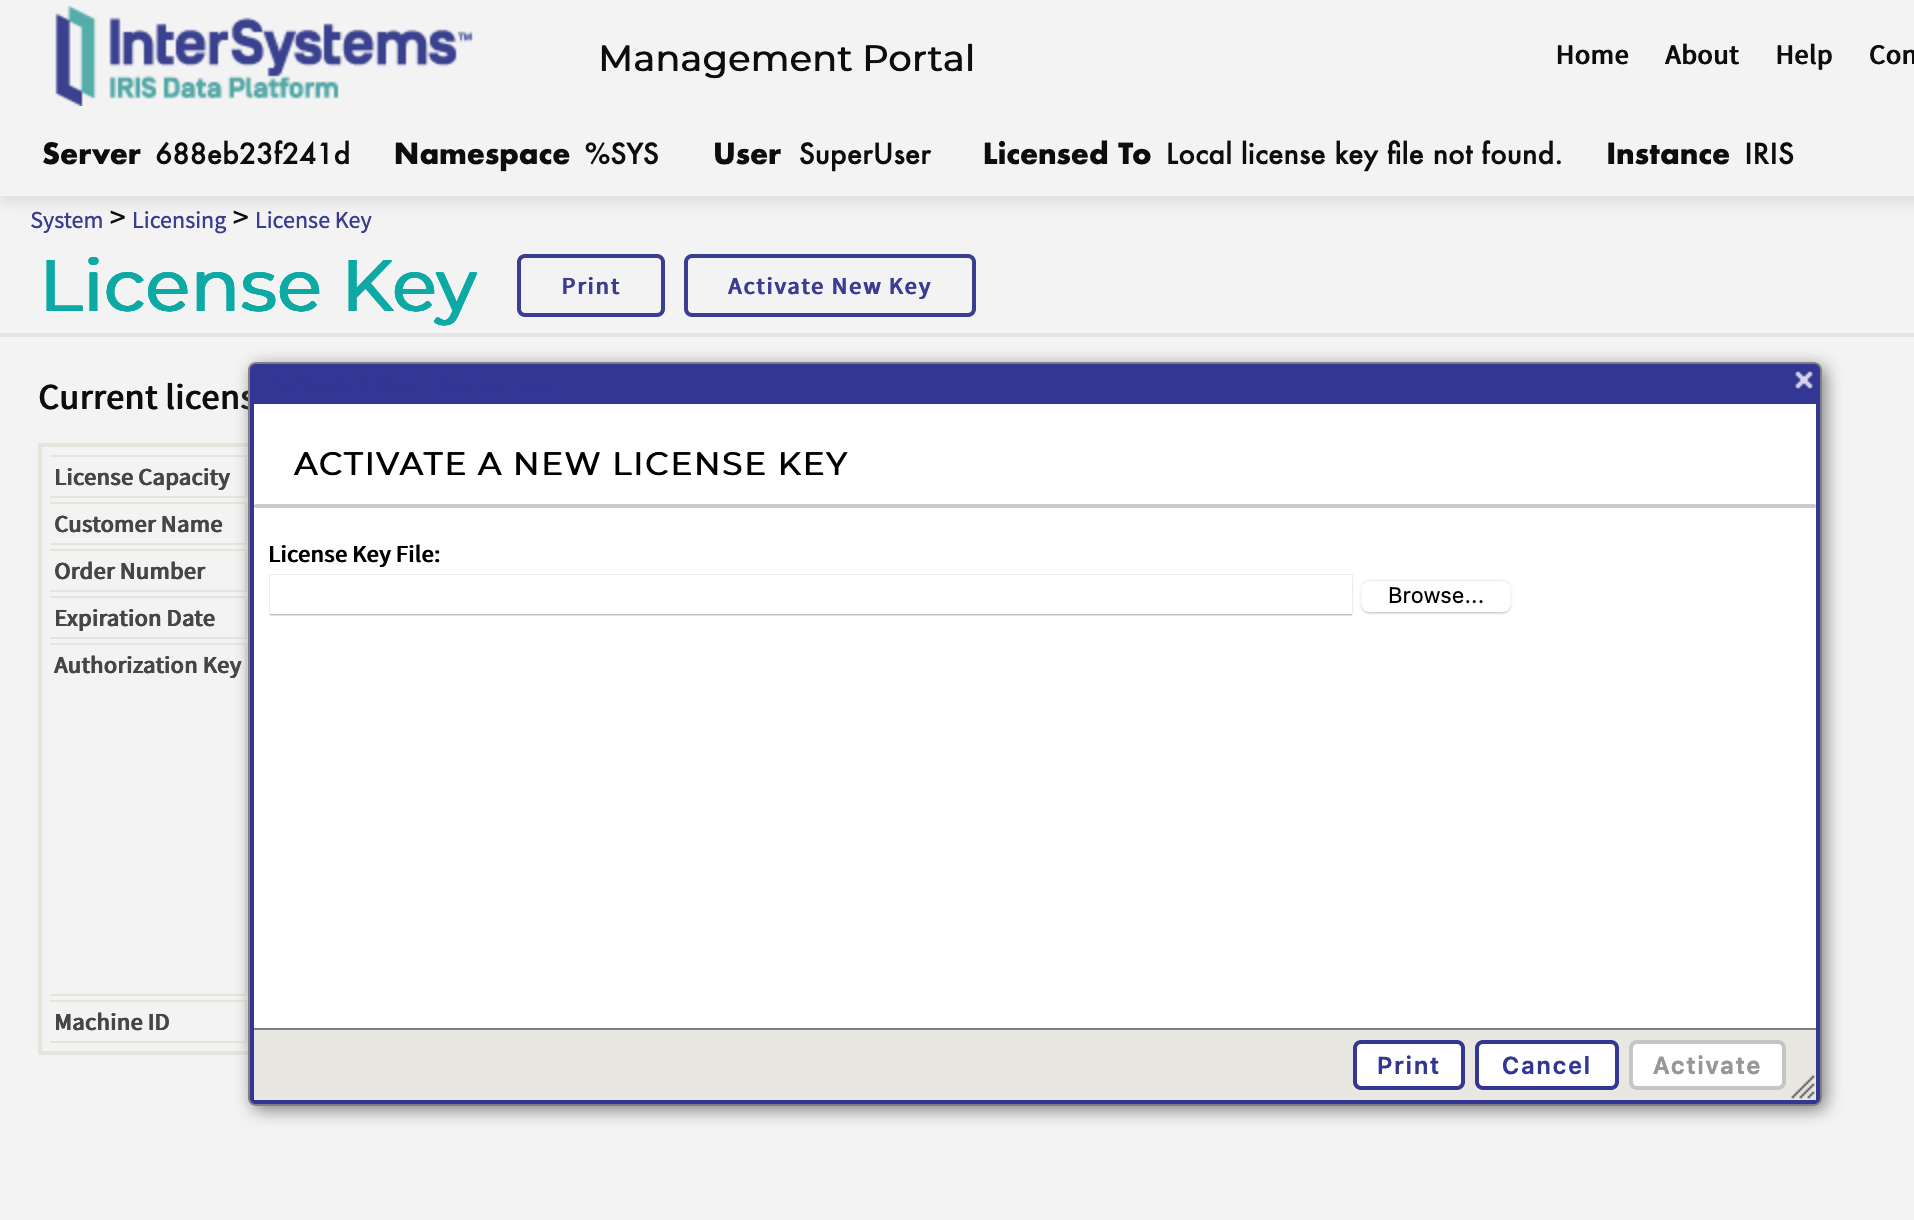 InterSystems™
IRIS Data Platform
Management Portal
Home About Help
Server 688eb23f241d Namespace %SYS User SuperUser Licensed To Local license key file not found. Instance IRIS
System > Licensing > License Key
License Key Print Activate New Key
Current
License Capacity
Customer Name
Order Number
Expiration Date
Authorization Key
Machine ID
ACTIVATE A NEW LICENSE KEY
License Key File:
Browse...
Print Cancel Activate